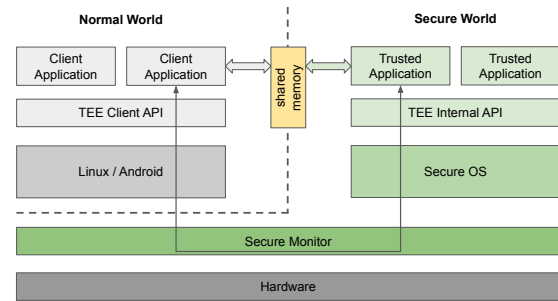 Normal World
Secure World
Client
Application
Client
Application
shared
memory
Trusted
Application
Trusted
Application
TEE Client API
TEE Internal API
Linux / Android
Secure OS
Secure Monitor
Hardware